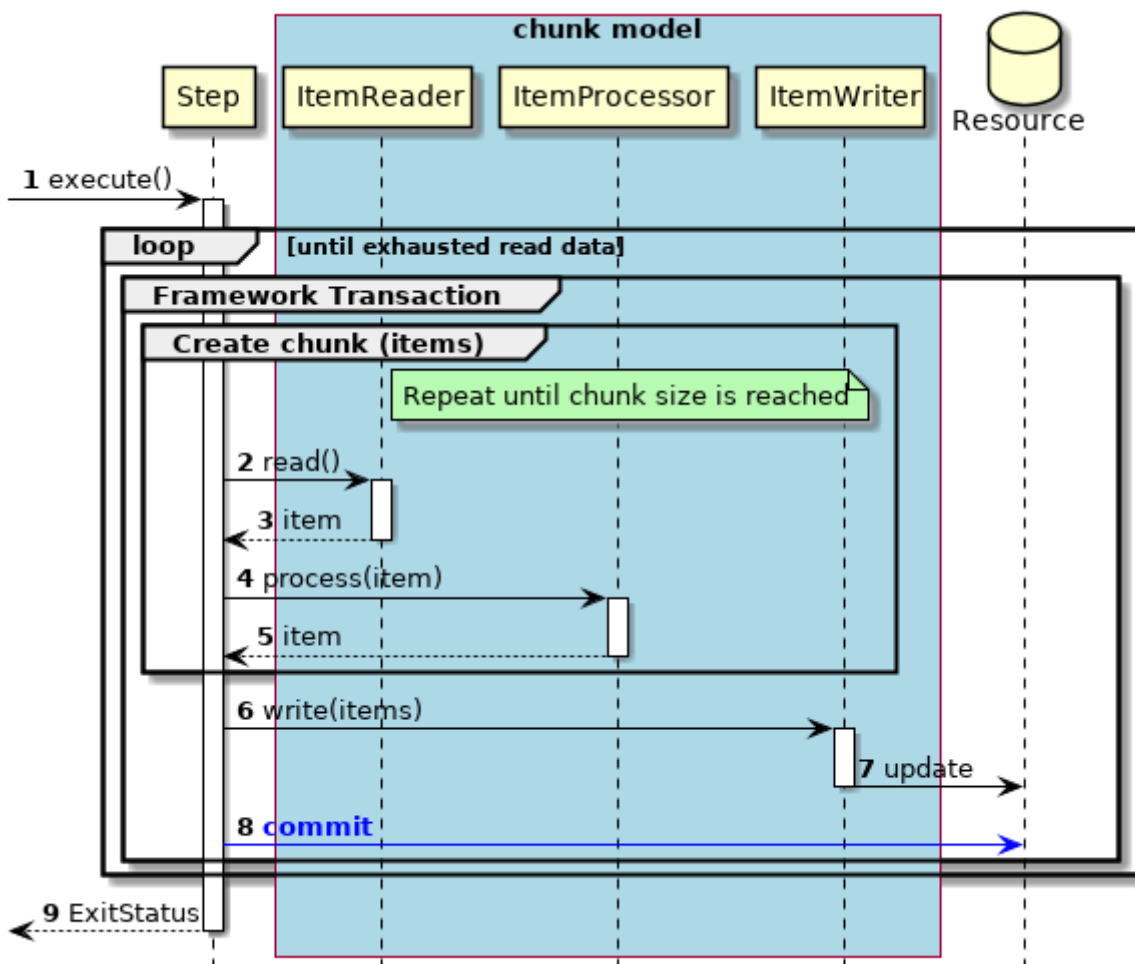 chunk model
Step
ItemReader
ItemProcessor
ItemWriter
Resource
1 execute()
loop
[until exhausted read data]
Framework Transaction
Create chunk (items)
Repeat until chunk size is reached
2 read()
3 item
4 process(item)
5 item
6 write(items)
7 update
8 commit
9 ExitStatus